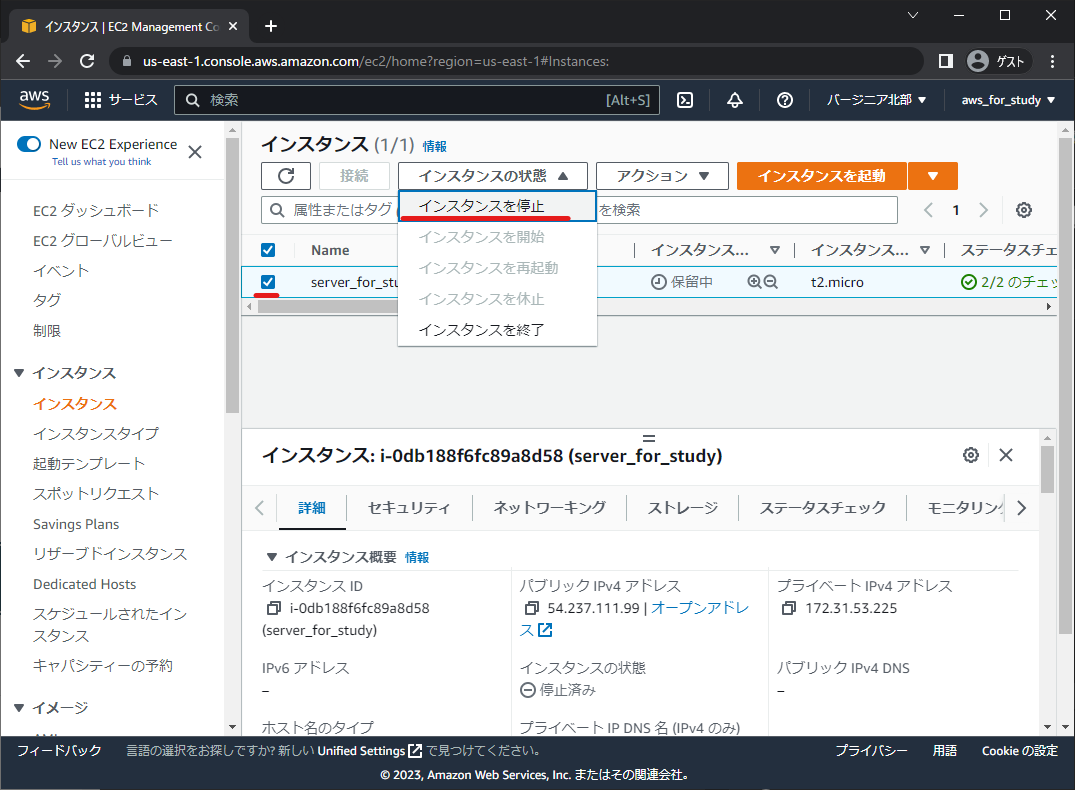 インスタンス | EC2 Management Co
us-east-1.console.aws.amazon.com/ec2/home?region=us-east-1#Instances:
ゲスト
aws
サービス
検索
[Alt+S]
バージニア北部
aws_for_study
New EC2 Experience
Tell us what you think
EC2 ダッシュボード
EC2 グローバルビュー
イベント
タグ
制限
インスタンス
インスタンス
インスタンスタイプ
起動テンプレート
スポットリクエスト
Savings Plans
リザーブドインスタンス
Dedicated Hosts
スケジュールされたイン
スタンス
キャパシティーの予約
イメージ
インスタンス (1/1) 情報
接続
インスタンスの状態
アクション
インスタンスを起動
属性またはタグ
を検索
1
インスタンスを停止
インスタンスを開始
インスタンスを再起動
インスタンスを休止
インスタンスを終了
Name
インスタンス...
インスタンス...
ステータスチェ
server_for_stu
保留中
t2.micro
2/2 のチェッ
インスタンス: i-0db188f6fc89a8d58 (server_for_study)
詳細
セキュリティ
ネットワーキング
ストレージ
ステータスチェック
モニタリング
インスタンス概要 情報
インスタンス ID
i-0db188f6fc89a8d58
(server_for_study)
パブリック IPv4 アドレス
54.237.111.99 | オープンアドレ
ス
プライベート IPv4 アドレス
172.31.53.225
IPv6 アドレス
–
インスタンスの状態
停止済み
パブリック IPv4 DNS
–
ホスト名のタイプ
プライベート IP DNS 名 (IPv4 のみ)
フィードバック
言語の選択をお探しですか? 新しい Unified Settings で見つけてください。
プライバシー
用語
Cookie の設定
© 2023, Amazon Web Services, Inc. またはその関連会社。